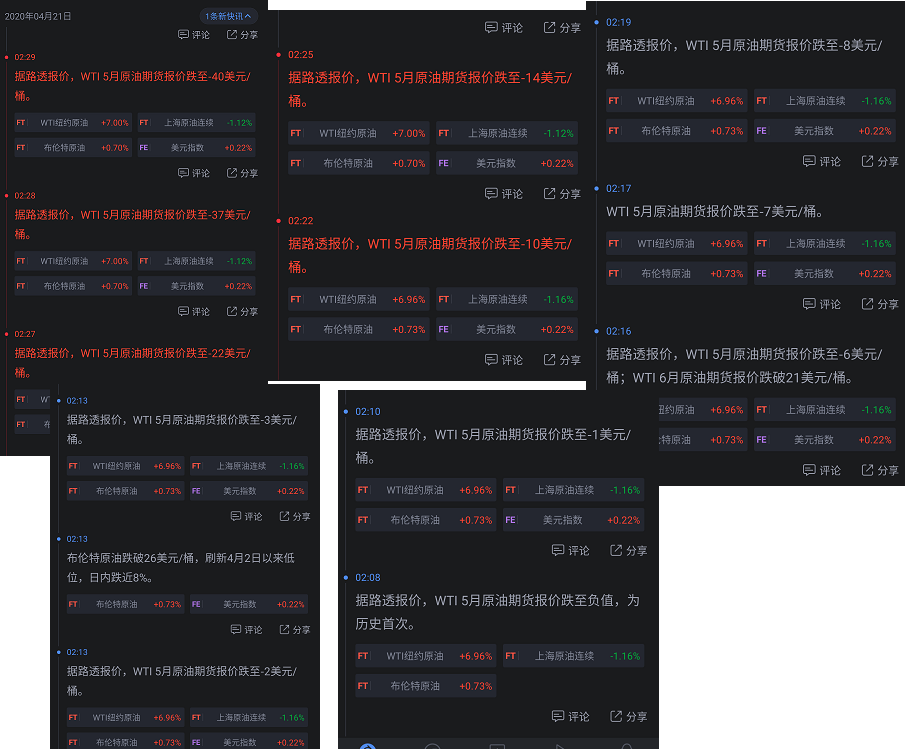 2020年04月21日
1条新快讯
评论 分享
02:29
据路透报价，WTI 5月原油期货报价跌至-40美元/
桶。
FT WTI纽约原油 +7.00% FT 上海原油连续 -1.12%
FT 布伦特原油 +0.70% FE 美元指数 +0.22%
评论 分享
02:28
据路透报价，WTI 5月原油期货报价跌至-37美元/
桶。
FT WTI纽约原油 +7.00% FT 上海原油连续 -1.12%
FT 布伦特原油 +0.70% FE 美元指数 +0.22%
评论 分享
02:27
据路透报价，WTI 5月原油期货报价跌至-22美元/
桶。
FT
FT
评论 分享
02:25
据路透报价，WTI 5月原油期货报价跌至-14美元/
桶。
FT WTI纽约原油 +7.00% FT 上海原油连续 -1.12%
FT 布伦特原油 +0.70% FE 美元指数 +0.22%
评论 分享
02:22
据路透报价，WTI 5月原油期货报价跌至-10美元/
桶。
FT WTI纽约原油 +6.96% FT 上海原油连续 -1.16%
FT 布伦特原油 +0.73% FE 美元指数 +0.22%
评论 分享
02:19
据路透报价，WTI 5月原油期货报价跌至-8美元/
桶。
FT WTI纽约原油 +6.96% FT 上海原油连续 -1.16%
FT 布伦特原油 +0.73% FE 美元指数 +0.22%
评论 分享
02:17
WTI 5月原油期货报价跌至-7美元/桶。
FT WTI纽约原油 +6.96% FT 上海原油连续 -1.16%
FT 布伦特原油 +0.73% FE 美元指数 +0.22%
评论 分享
02:16
据路透报价，WTI 5月原油期货报价跌至-6美元/
桶；WTI 6月原油期货跌破21美元/桶。
纽约原油 +6.96% FT 上海原油连续 -1.16%
特原油 +0.73% FE 美元指数 +0.22%
评论 分享
02:13
据路透报价，WTI 5月原油期货报价跌至-3美元/
桶。
FT WTI纽约原油 +6.96% FT 上海原油连续 -1.16%
FT 布伦特原油 +0.73% FE 美元指数 +0.22%
评论 分享
02:13
布伦特原油跌破26美元/桶，刷新4月2日以来低
位，日内跌近8%。
FT 布伦特原油 +0.73% FE 美元指数 +0.22%
评论 分享
02:13
据路透报价，WTI 5月原油期货报价跌至-2美元/
桶。
FT WTI纽约原油 +6.96% FT 上海原油连续 -1.16%
FT 布伦特原油 +0.73% FE 美元指数 +0.22%
02:10
据路透报价，WTI 5月原油期货报价跌至-1美元/
桶。
FT WTI纽约原油 +6.96% FT 上海原油连续 -1.16%
FT 布伦特原油 +0.73% FE 美元指数 +0.22%
评论 分享
02:08
据路透报价，WTI 5月原油期货报价跌至负值，为
历史首次。
FT WTI纽约原油 +6.96% FT 上海原油连续 -1.16%
FT 布伦特原油 +0.73%
评论 分享